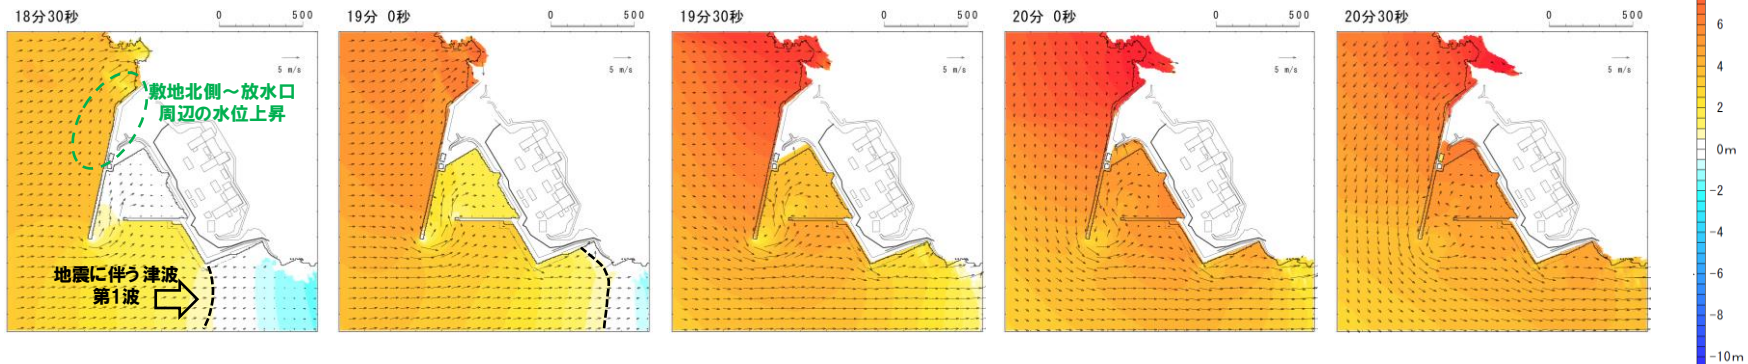 18分30秒
0 500
5 m/s
敷地北側～放水口
周辺の水位上昇
地震に伴う津波
第1波
19分 0秒
0 500
5 m/s
19分30秒
0 500
5 m/s
20分 0秒
0 500
5 m/s
20分30秒
0 500
5 m/s
6
4
2
0m
-2
-4
-6
-8
-10m